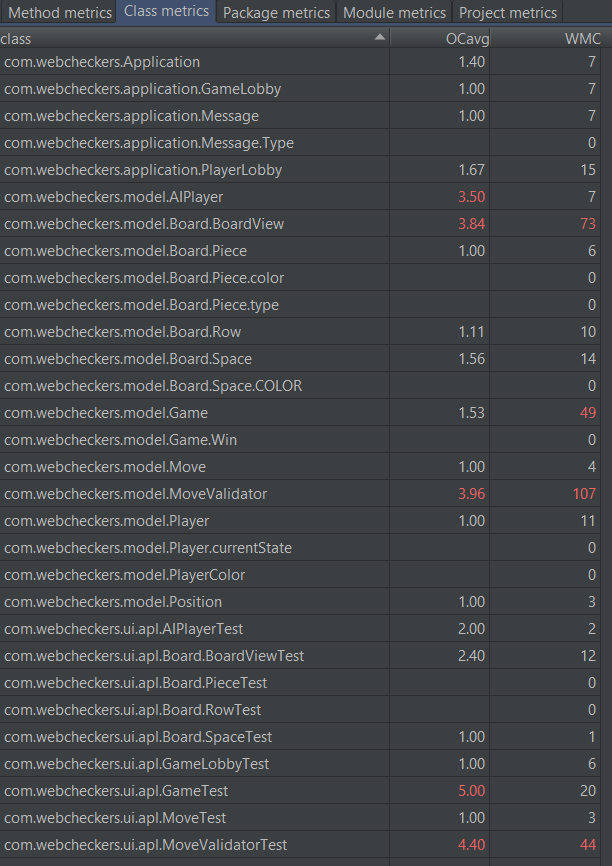 Method metrics Class metrics Package metrics Module metrics Project metrics
class OCavg WMC
com.webcheckers.Application 1.40 7
com.webcheckers.application.GameLobby 1.00 7
com.webcheckers.application.Message 1.00 7
com.webcheckers.application.Message.Type 0
com.webcheckers.application.PlayerLobby 1.67 15
com.webcheckers.model.AIPlayer 3.50 7
com.webcheckers.model.Board.BoardView 3.84 73
com.webcheckers.model.Board.Piece 1.00 6
com.webcheckers.model.Board.Piece.color 0
com.webcheckers.model.Board.Piece.type 0
com.webcheckers.model.Board.Row 1.11 10
com.webcheckers.model.Board.Space 1.56 14
com.webcheckers.model.Board.Space.COLOR 0
com.webcheckers.model.Game 1.53 49
com.webcheckers.model.Game.Win 0
com.webcheckers.model.Move 1.00 4
com.webcheckers.model.MoveValidator 3.96 107
com.webcheckers.model.Player 1.00 11
com.webcheckers.model.Player.currentState 0
com.webcheckers.model.PlayerColor 0
com.webcheckers.model.Position 1.00 3
com.webcheckers.ui.apl.AIPlayerTest 2.00 2
com.webcheckers.ui.apl.Board.BoardViewTest 2.40 12
com.webcheckers.ui.apl.Board.PieceTest 0
com.webcheckers.ui.apl.Board.RowTest 0
com.webcheckers.ui.apl.Board.SpaceTest 1.00 1
com.webcheckers.ui.apl.GameLobbyTest 1.00 6
com.webcheckers.ui.apl.GameTest 5.00 20
com.webcheckers.ui.apl.MoveTest 1.00 3
com.webcheckers.ui.apl.MoveValidatorTest 4.40 44